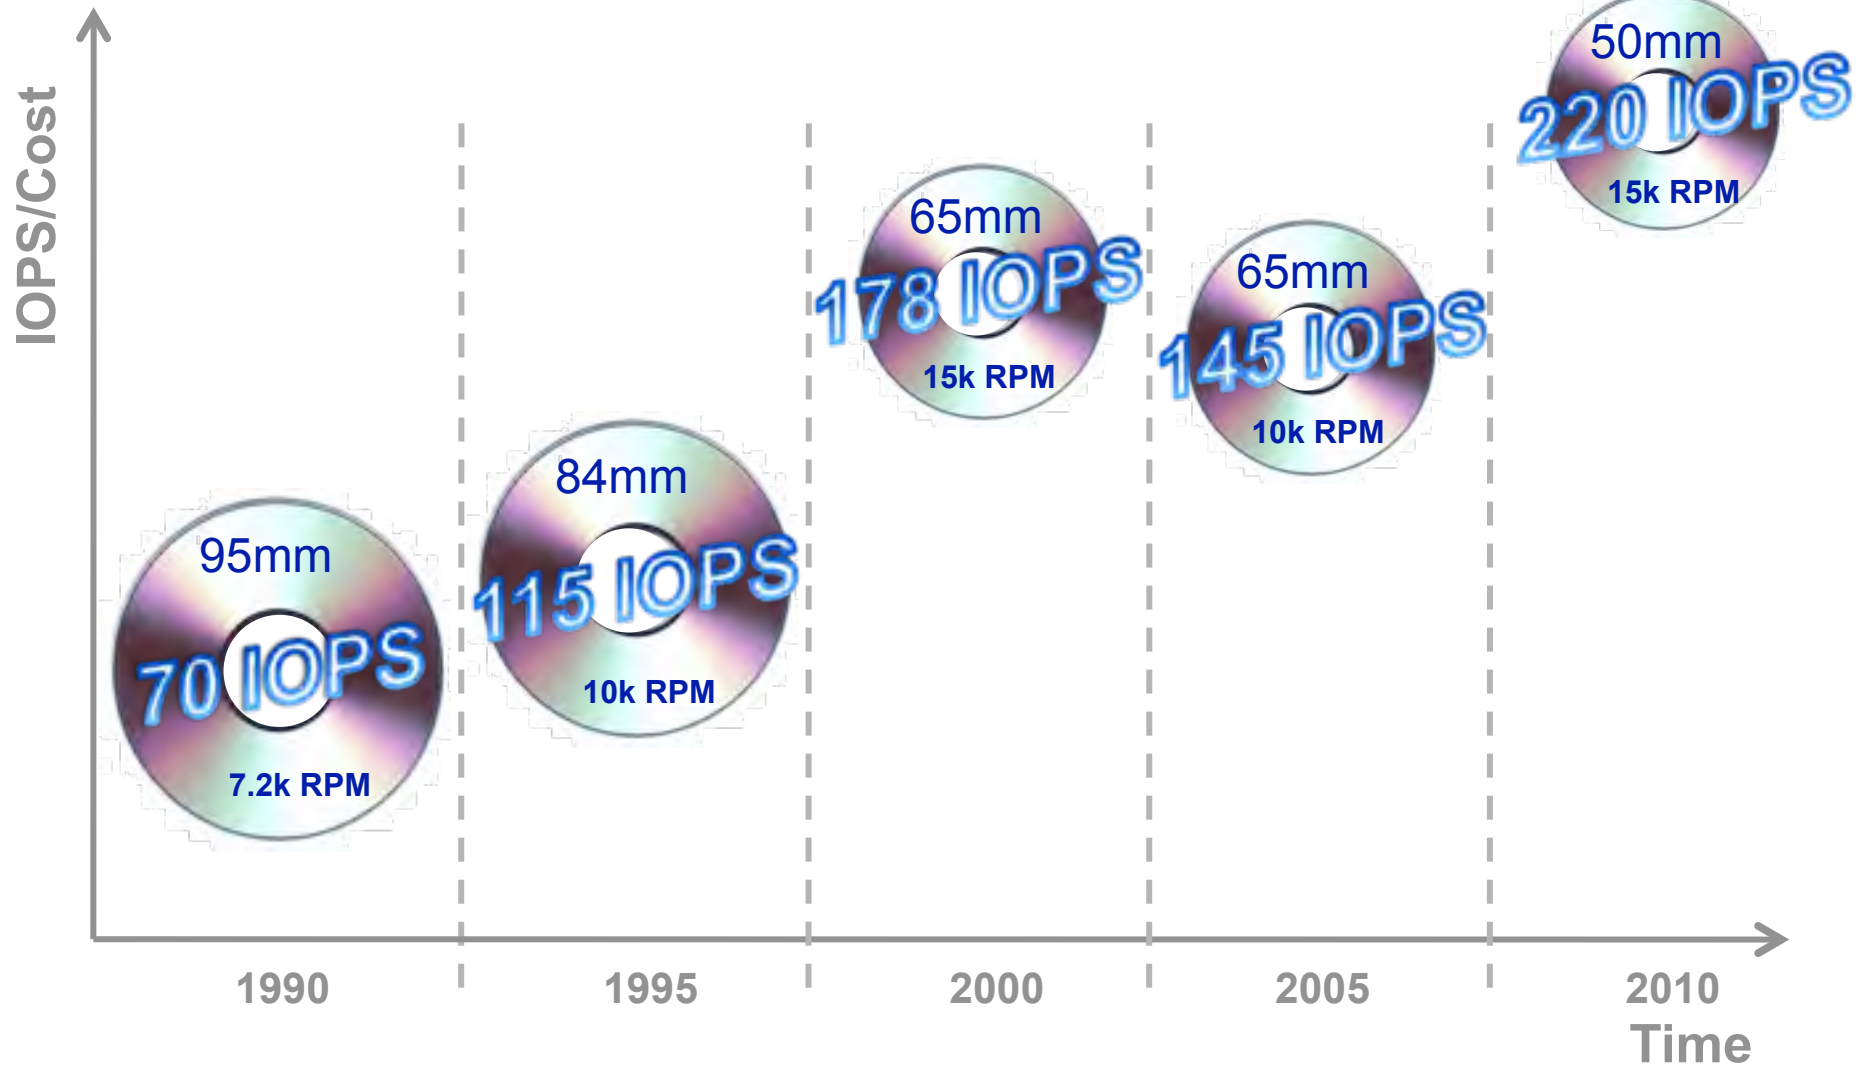 IOPS/Cost
95mm
70 IOPS
7.2k RPM
84mm
115 IOPS
10k RPM
65mm
178 IOPS
15k RPM
65mm
145 IOPS
10k RPM
50mm
220 IOPS
15k RPM
1990
1995
2000
2005
2010
Time